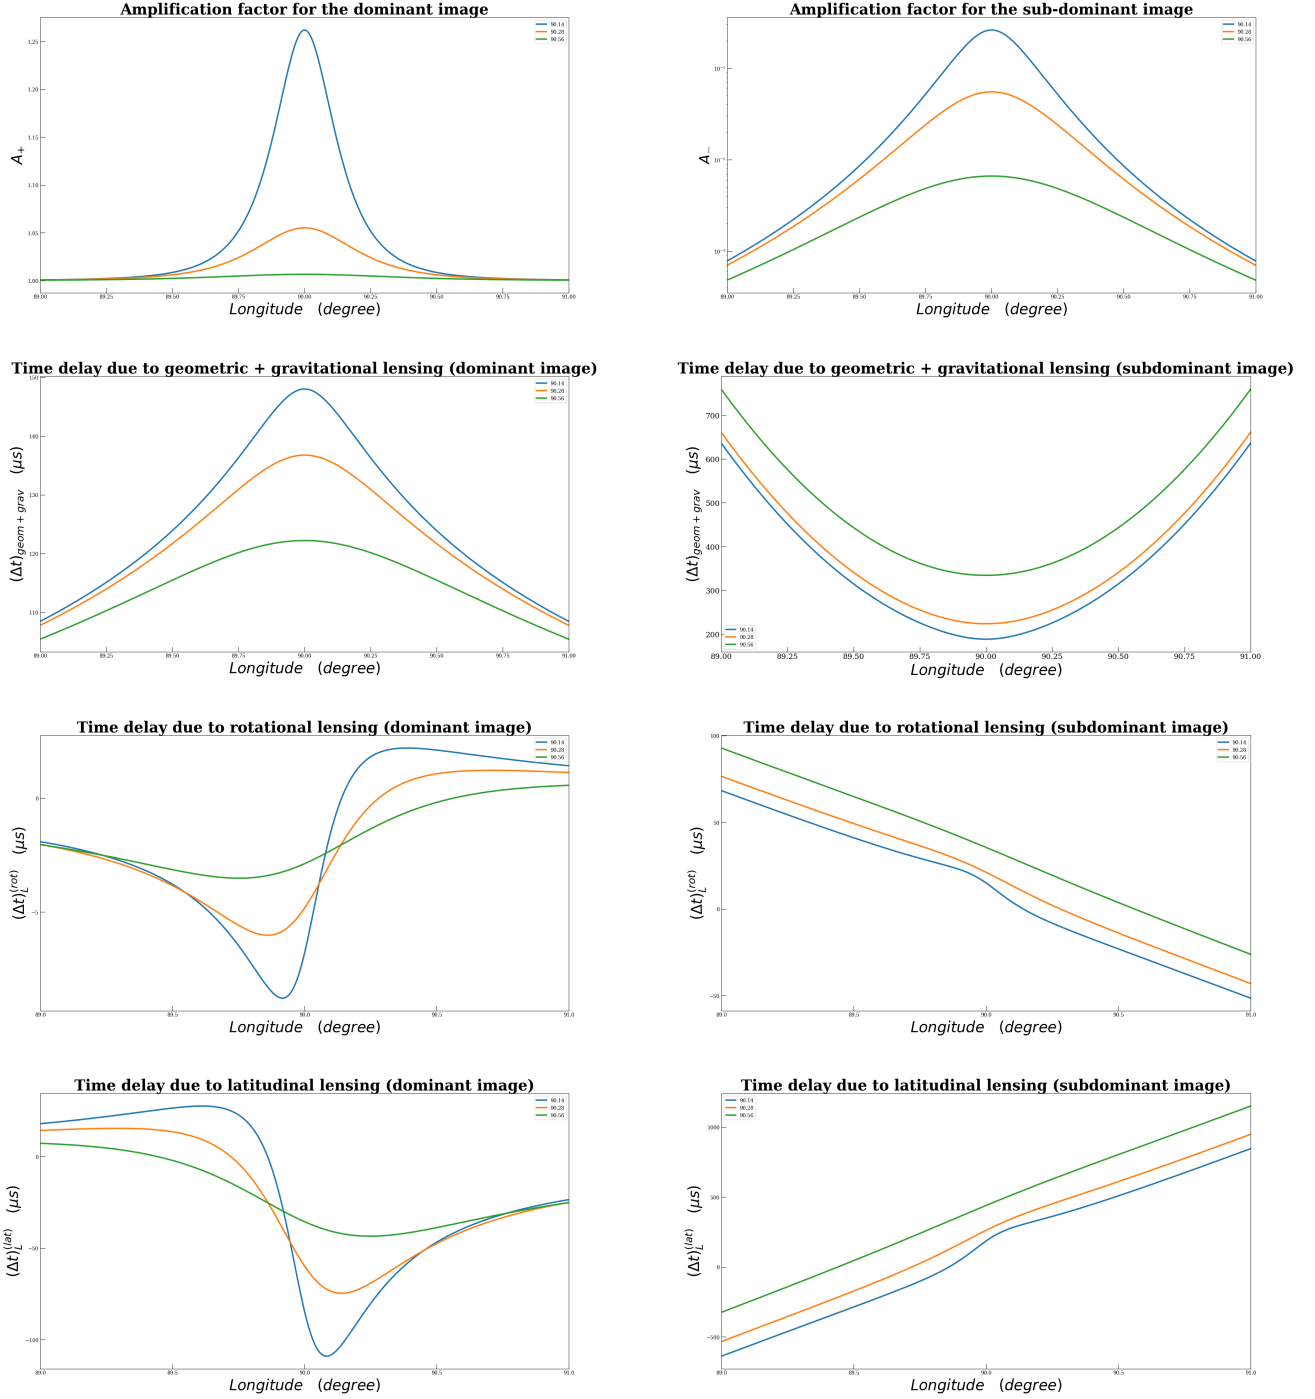 Amplification factor for the dominant image
1.25
1.20
1.15
1.10
1.05
1.00
A+
90.14
90.28
90.56
89.00 89.25 89.50 89.75 90.00 90.25 90.50 90.75 91.00
Longitude (degree)
Amplification factor for the sub-dominant image
A−
90.14
90.28
90.56
89.00 89.25 89.50 89.75 90.00 90.25 90.50 90.75 91.00
Longitude (degree)
Time delay due to geometric + gravitational lensing (dominant image)
150
140
130
120
110
(Δt)geom+grav (μs)
90.14
90.28
90.56
89.00 89.25 89.50 89.75 90.00 90.25 90.50 90.75 91.00
Longitude (degree)
Time delay due to geometric + gravitational lensing (subdominant image)
700
600
500
400
300
200
(Δt)geom+grav (μs)
90.14
90.28
90.56
89.00 89.25 89.50 89.75 90.00 90.25 90.50 90.75 91.00
Longitude (degree)
Time delay due to rotational lensing (dominant image)
0
−5
(Δt)L(rot) (μs)
90.14
90.28
90.56
89.0 89.5 90.0 90.5 91.0
Longitude (degree)
Time delay due to rotational lensing (subdominant image)
100
50
0
−50
(Δt)L(rot) (μs)
90.14
90.28
90.56
89.0 89.5 90.0 90.5 91.0
Longitude (degree)
Time delay due to latitudinal lensing (dominant image)
0
−50
−100
(Δt)L(lat) (μs)
90.14
90.28
90.56
89.0 89.5 90.0 90.5 91.0
Longitude (degree)
Time delay due to latitudinal lensing (subdominant image)
1000
500
0
−500
(Δt)L(lat) (μs)
90.14
90.28
90.56
89.0 89.5 90.0 90.5 91.0
Longitude (degree)